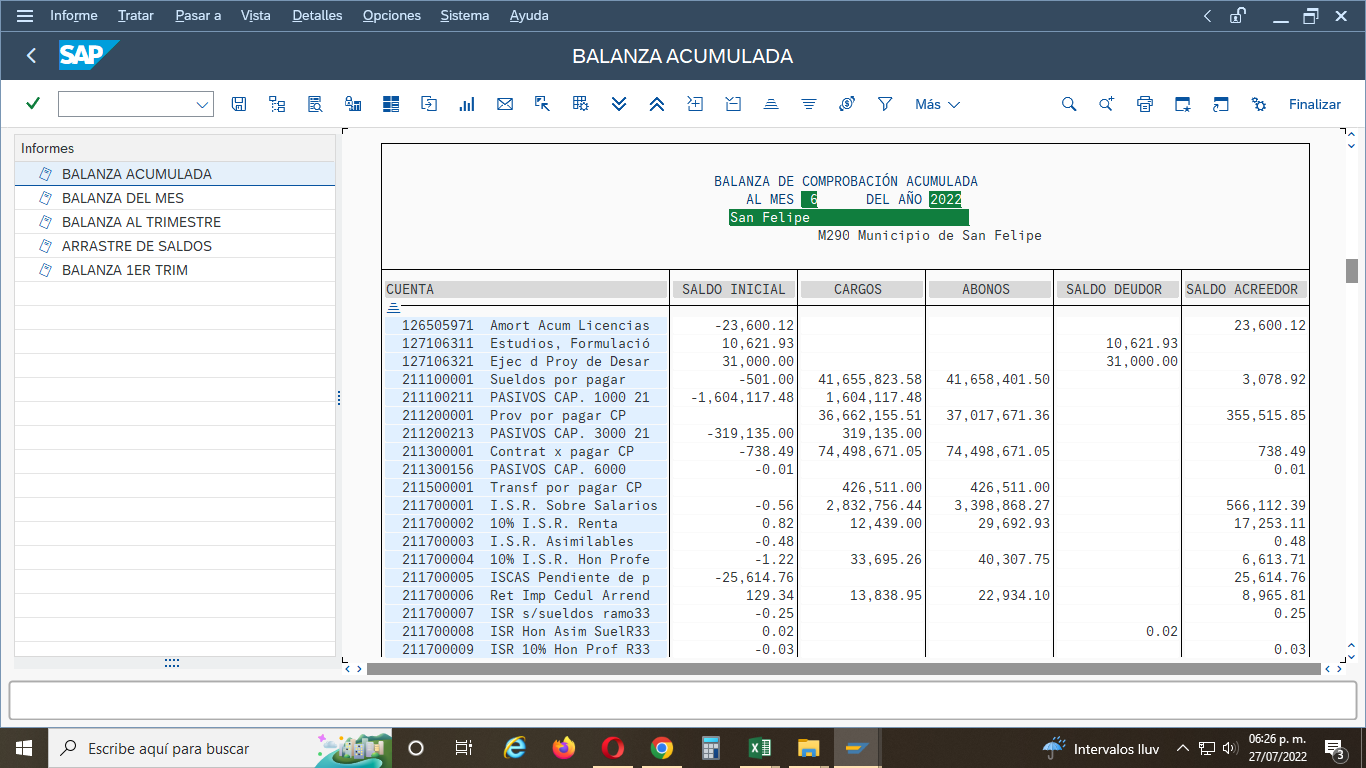 Informe Tratar Pasar a Vista Detalles Opciones Sistema Ayuda
SAP BALANZA ACUMULADA
Más Finalizar
Informes
BALANZA ACUMULADA
BALANZA DEL MES
BALANZA AL TRIMESTRE
ARRASTRE DE SALDOS
BALANZA 1ER TRIM
BALANZA DE COMPROBACIÓN ACUMULADA
AL MES 6 DEL AÑO 2022
San Felipe
M290 Municipio de San Felipe
CUENTA SALDO INICIAL CARGOS ABONOS SALDO DEUDOR SALDO ACREEDOR
126505971 Amort Acum Licencias -23,600.12 23,600.12
127106311 Estudios, Formulació 10,621.93 10,621.93
127106321 Ejec d Proy de Desar 31,000.00 31,000.00
211100001 Sueldos por pagar -501.00 41,655,823.58 41,658,401.50 3,078.92
211100211 PASIVOS CAP. 1000 21 -1,604,117.48 1,604,117.48
211200001 Prov por pagar CP 36,662,155.51 37,017,671.36 355,515.85
211200213 PASIVOS CAP. 3000 21 -319,135.00 319,135.00
211300001 Contrat x pagar CP -738.49 74,498,671.05 74,498,671.05 738.49
211300156 PASIVOS CAP. 6000 -0.01 0.01
211500001 Transf por pagar CP 426,511.00 426,511.00
211700001 I.S.R. Sobre Salarios -0.56 2,832,756.44 3,398,868.27 566,112.39
211700002 10% I.S.R. Renta 0.82 12,439.00 29,692.93 17,253.11
211700003 I.S.R. Asimilables -0.48 0.48
211700004 10% I.S.R. Hon Profe -1.22 33,695.26 40,307.75 6,613.71
211700005 ISCAS Pendiente de p -25,614.76 25,614.76
211700006 Ret Imp Cedul Arrend 129.34 13,838.95 22,934.10 8,965.81
211700007 ISR s/sueldos ramo33 -0.25 0.25
211700008 ISR Hon Asim SuelR33 0.02 0.02
211700009 ISR 10% Hon Prof R33 -0.03 0.03
Escribe aquí para buscar
Intervalos lluv
06:26 p. m.
27/07/2022
3